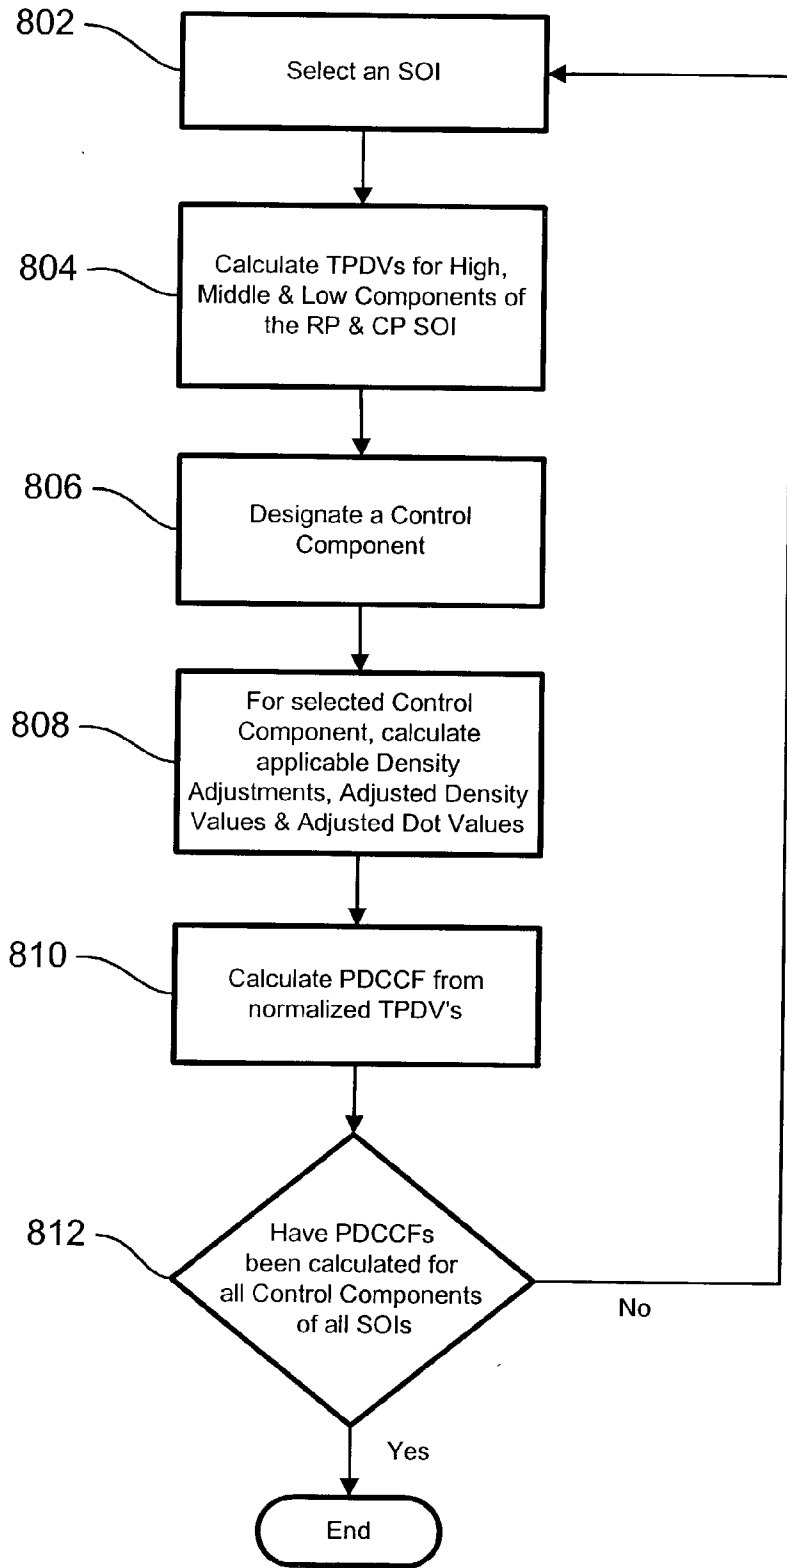 802
Select an SOI
804
Calculate TPDVs for High,
Middle & Low Components of
the RP & CP SOI
806
Designate a Control
Component
808
For selected Control
Component, calculate
applicable Density
Adjustments, Adjusted Density
Values & Adjusted Dot Values
810
Calculate PDCCF from
normalized TPDV's
812
Have PDCCFs
been calculated for
all Control Components
of all SOIs
No
Yes
End